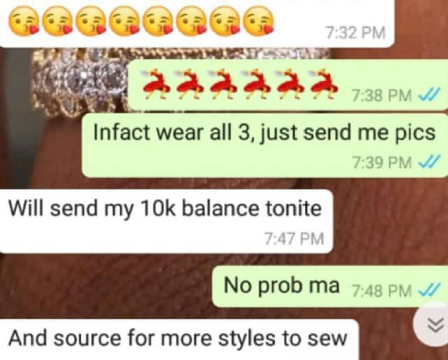 😘😘😘😘😘😘😘😘
7:32 PM
💃💃💃💃💃💃 7:38 PM
Infact wear all 3, just send me pics
7:39 PM
Will send my 10k balance tonite
7:47 PM
No prob ma 7:48 PM
And source for more styles to sew